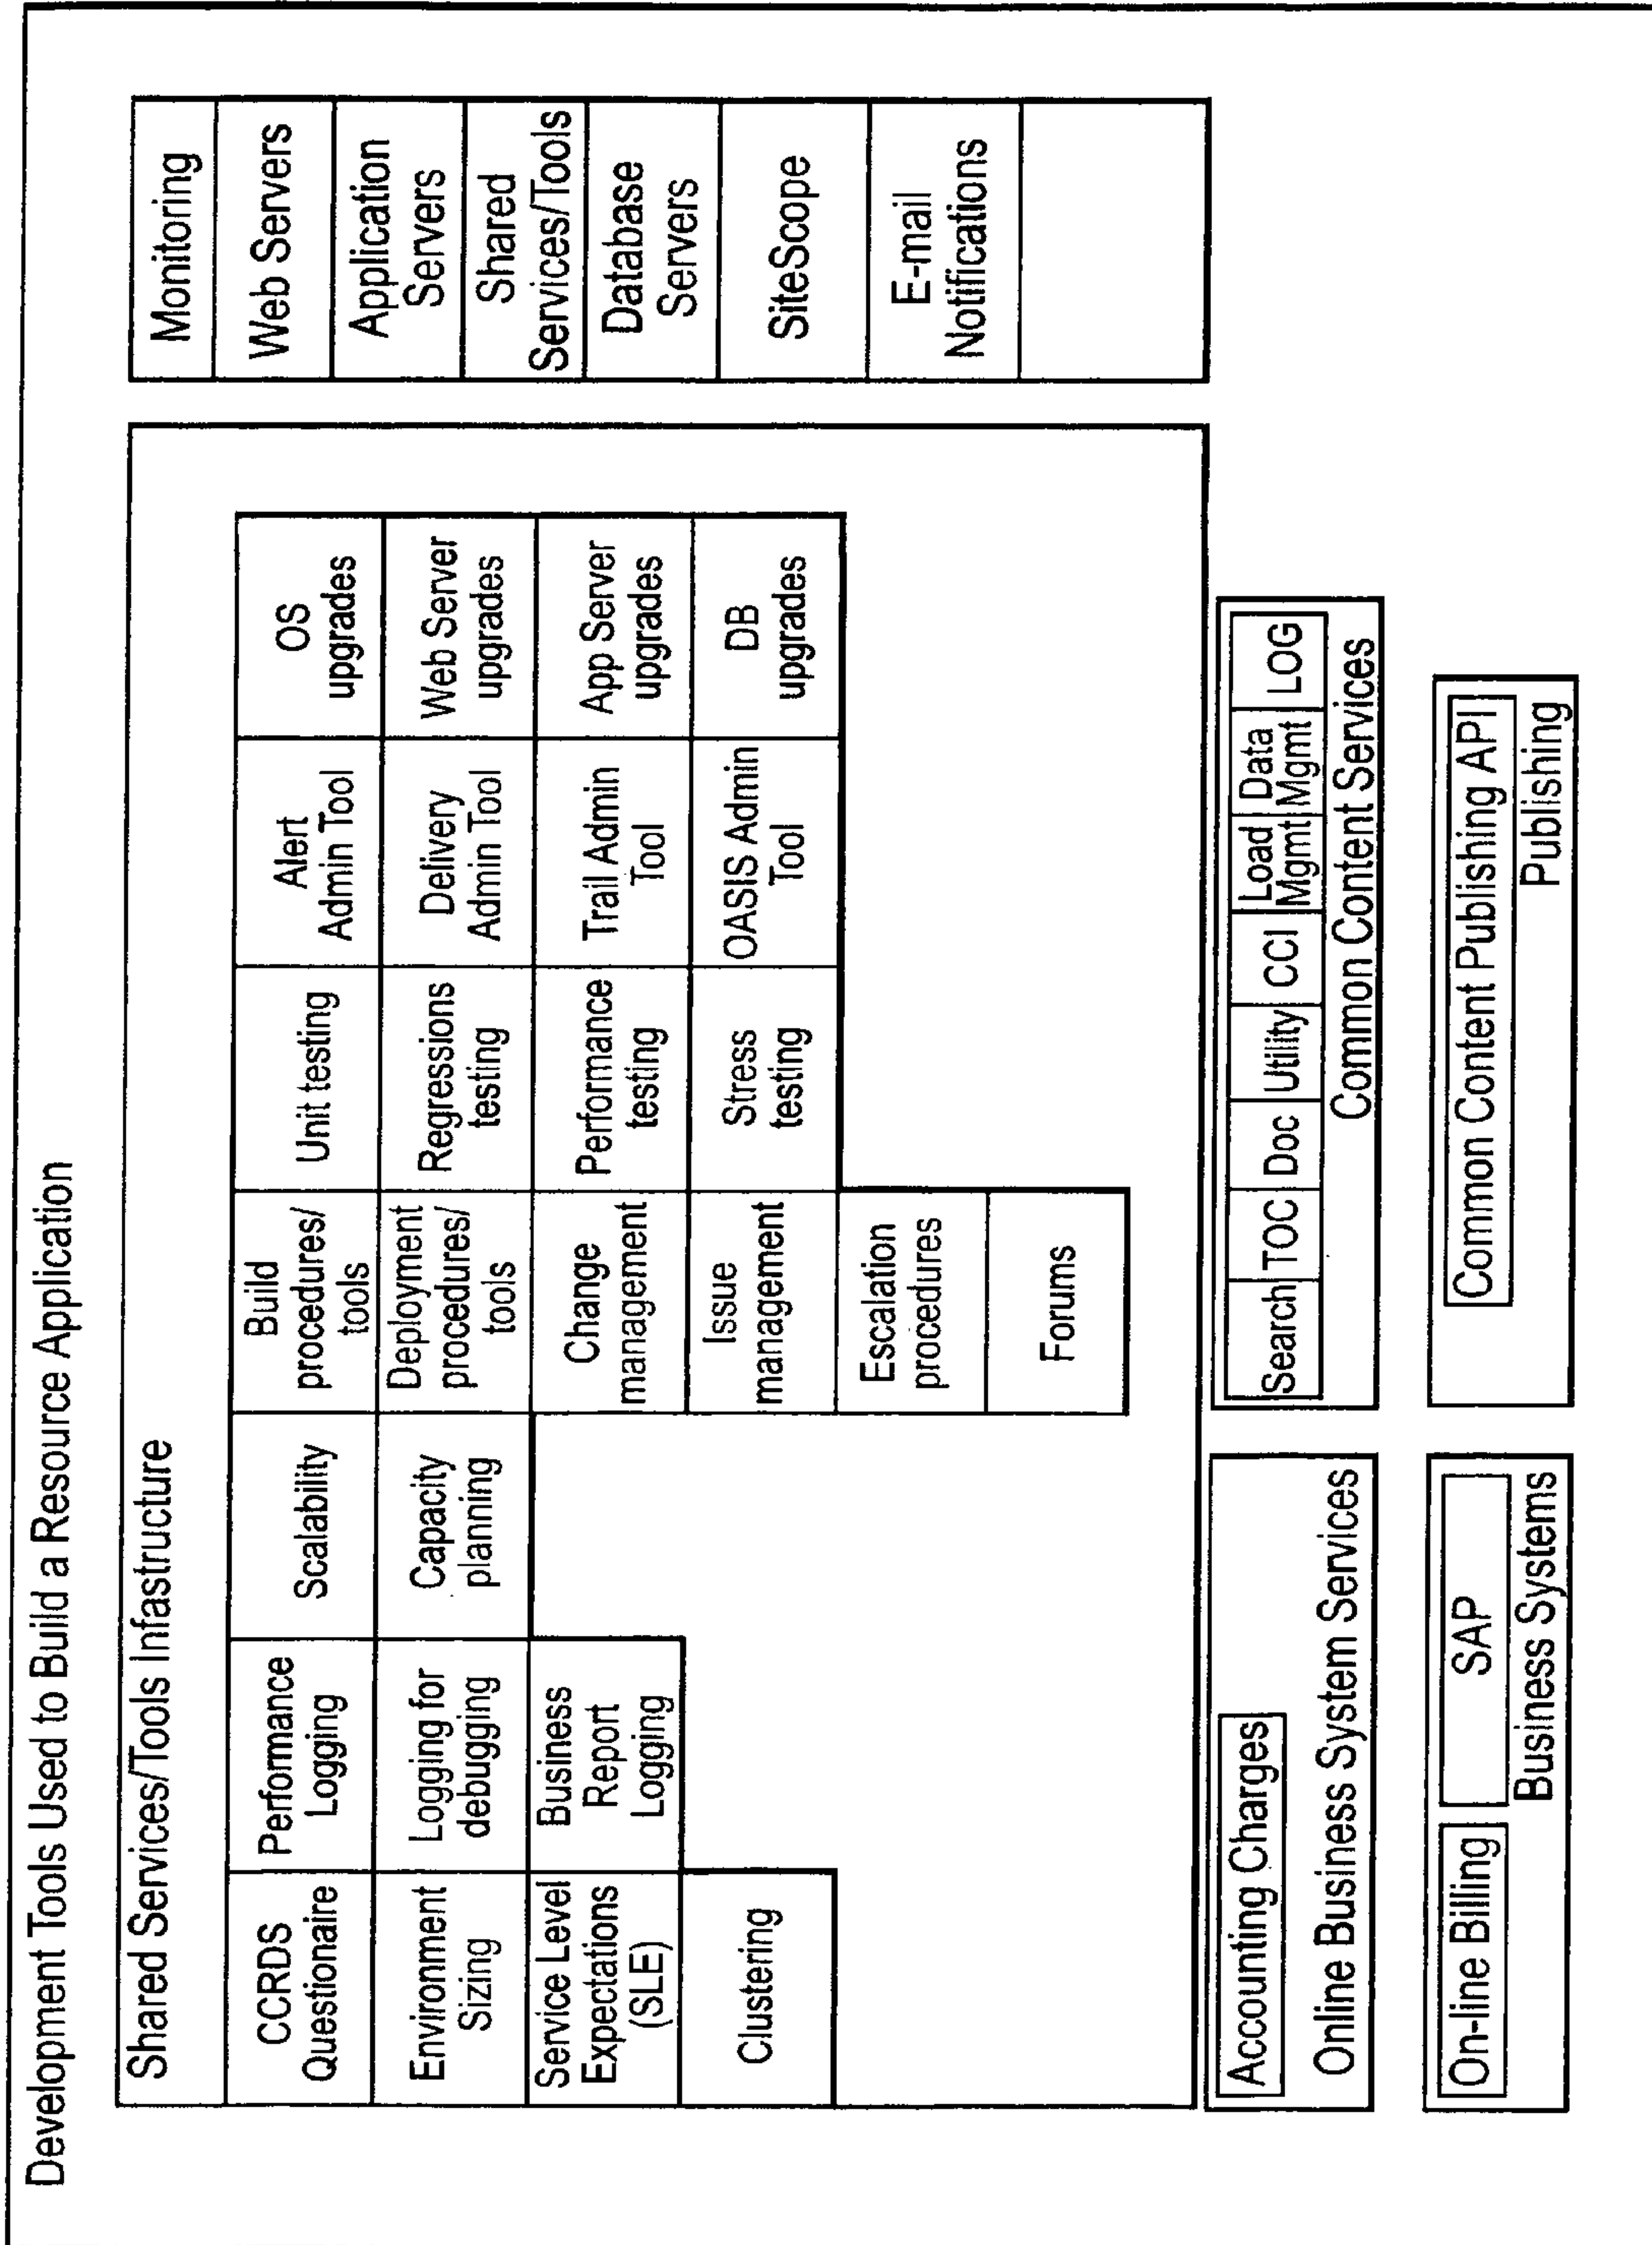 Development Tools Used to Build a Resource Application
Shared Services/Tools Infastructure
CCRDS
Questionaire
Performance
Logging
Scalability
Build
procedures/
tools
Unit testing
Alert
Admin Tool
OS
upgrades
Environment
Sizing
Logging for
debugging
Capacity
planning
Deployment
procedures/
tools
Regressions
testing
Delivery
Admin Tool
Web Server
upgrades
Service Level
Expectations
(SLE)
Business
Report
Logging
Change
management
Performance
testing
Trail Admin
Tool
App Server
upgrades
Clustering
Issue
management
Stress
testing
OASIS Admin
Tool
DB
upgrades
Escalation
procedures
Forums
Monitoring
Web Servers
Application
Servers
Shared
Services/Tools
Database
Servers
SiteScope
E-mail
Notifications
Accounting Charges
Online Business System Services
Search
TOC
Doc
Utility
CCI
Load
Mgmt
Data
Mgmt
LOG
Common Content Services
On-line Billing
SAP
Business Systems
Common Content Publishing API
Publishing